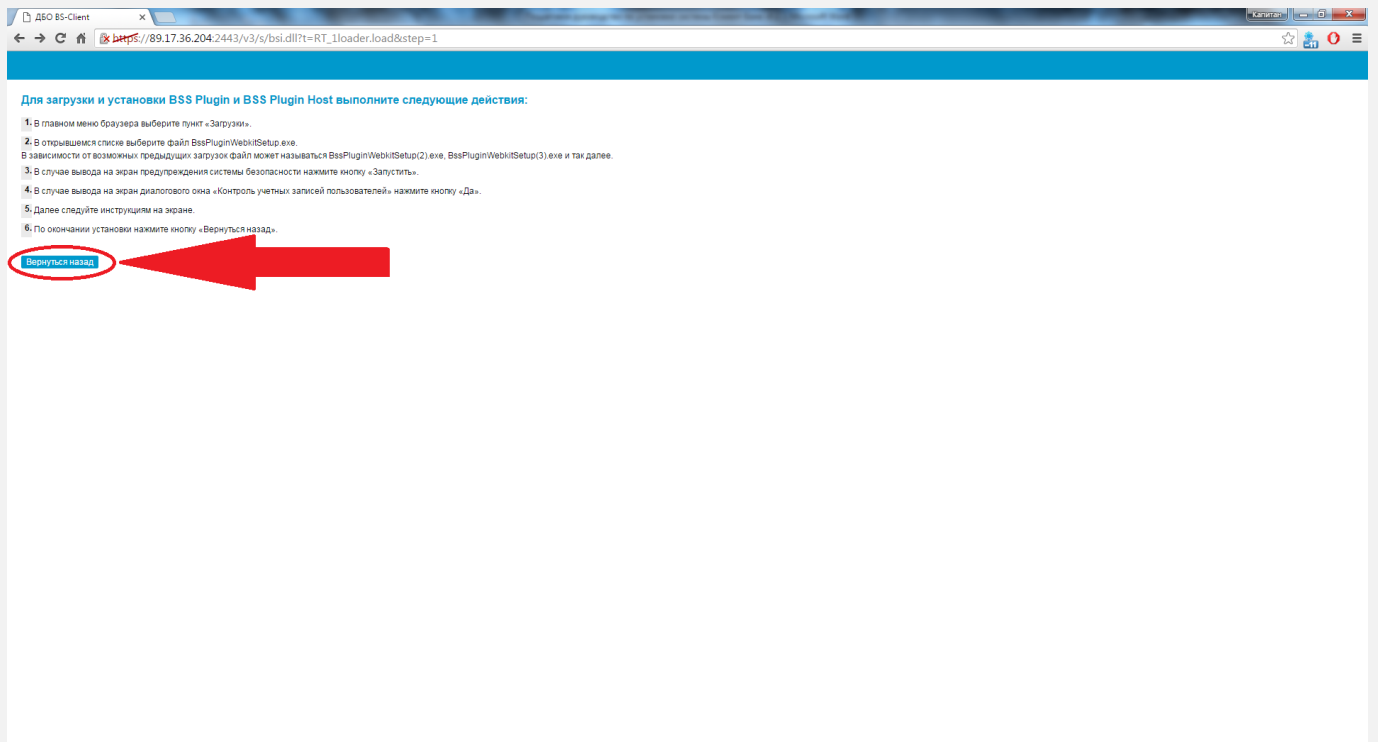 ДБО BS-Client
Капитан
https://89.17.36.204:2443/v3/s/bsi.dll?t=RT_1loader.load&step=1
Для загрузки и установки BSS Plugin и BSS Plugin Host выполните следующие действия:
1. В главном меню браузера выберите пункт «Загрузки».
2. В открывшемся списке выберите файл BssPluginWebkitSetup.exe.
В зависимости от возможных предыдущих загрузок файл может называться BssPluginWebkitSetup(2).exe, BssPluginWebkitSetup(3).exe и так далее.
3. В случае вывода на экран предупреждения системы безопасности нажмите кнопку «Запустить».
4. В случае вывода на экран диалогового окна «Контроль учетных записей пользователей» нажмите кнопку «Да».
5. Далее следуйте инструкциям на экране.
6. По окончании установки нажмите кнопку «Вернуться назад».
Вернуться назад